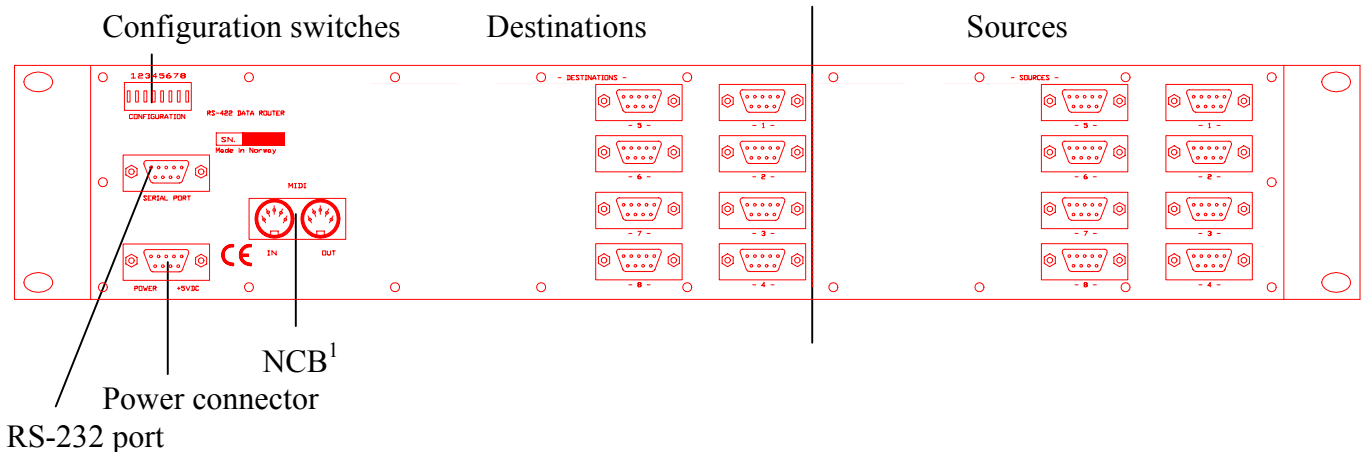 Configuration switches Destinations Sources
12345678
- DESTINATIONS - - SOURCES -
CONFIGURATION
RS-422 DATA ROUTER
- 5 - - 1 - - 5 - - 1 -
SN.
Made in Norway
- 6 - - 2 - - 6 - - 2 -
MIDI
SERIAL PORT
- 7 - - 3 - - 7 - - 3 -
IN OUT
CE
POWER +5VDC
- 8 - - 4 - - 8 - - 4 -
NCB1
Power connector
RS-232 port